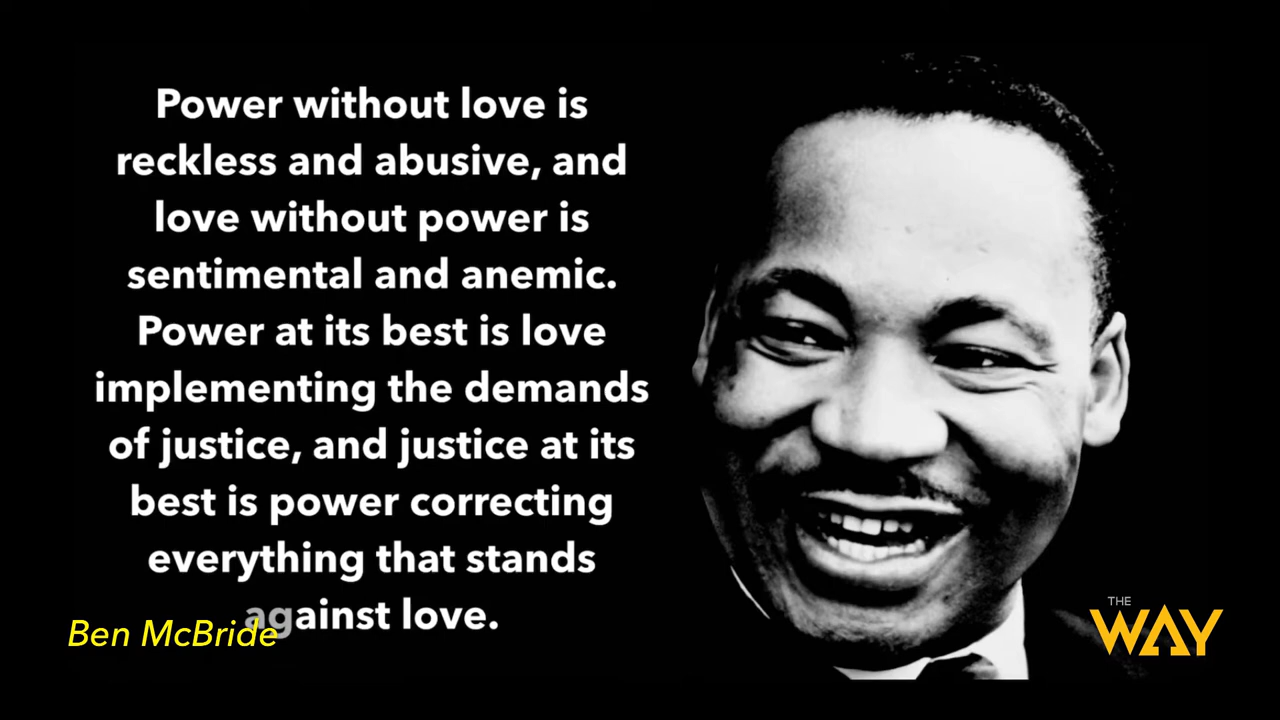 Power without love is
reckless and abusive, and
love without power is
sentimental and anemic.
Power at its best is love
implementing the demands
of justice, and justice at its
best is power correcting
everything that stands
against love.
Ben McBride
THE
WAY